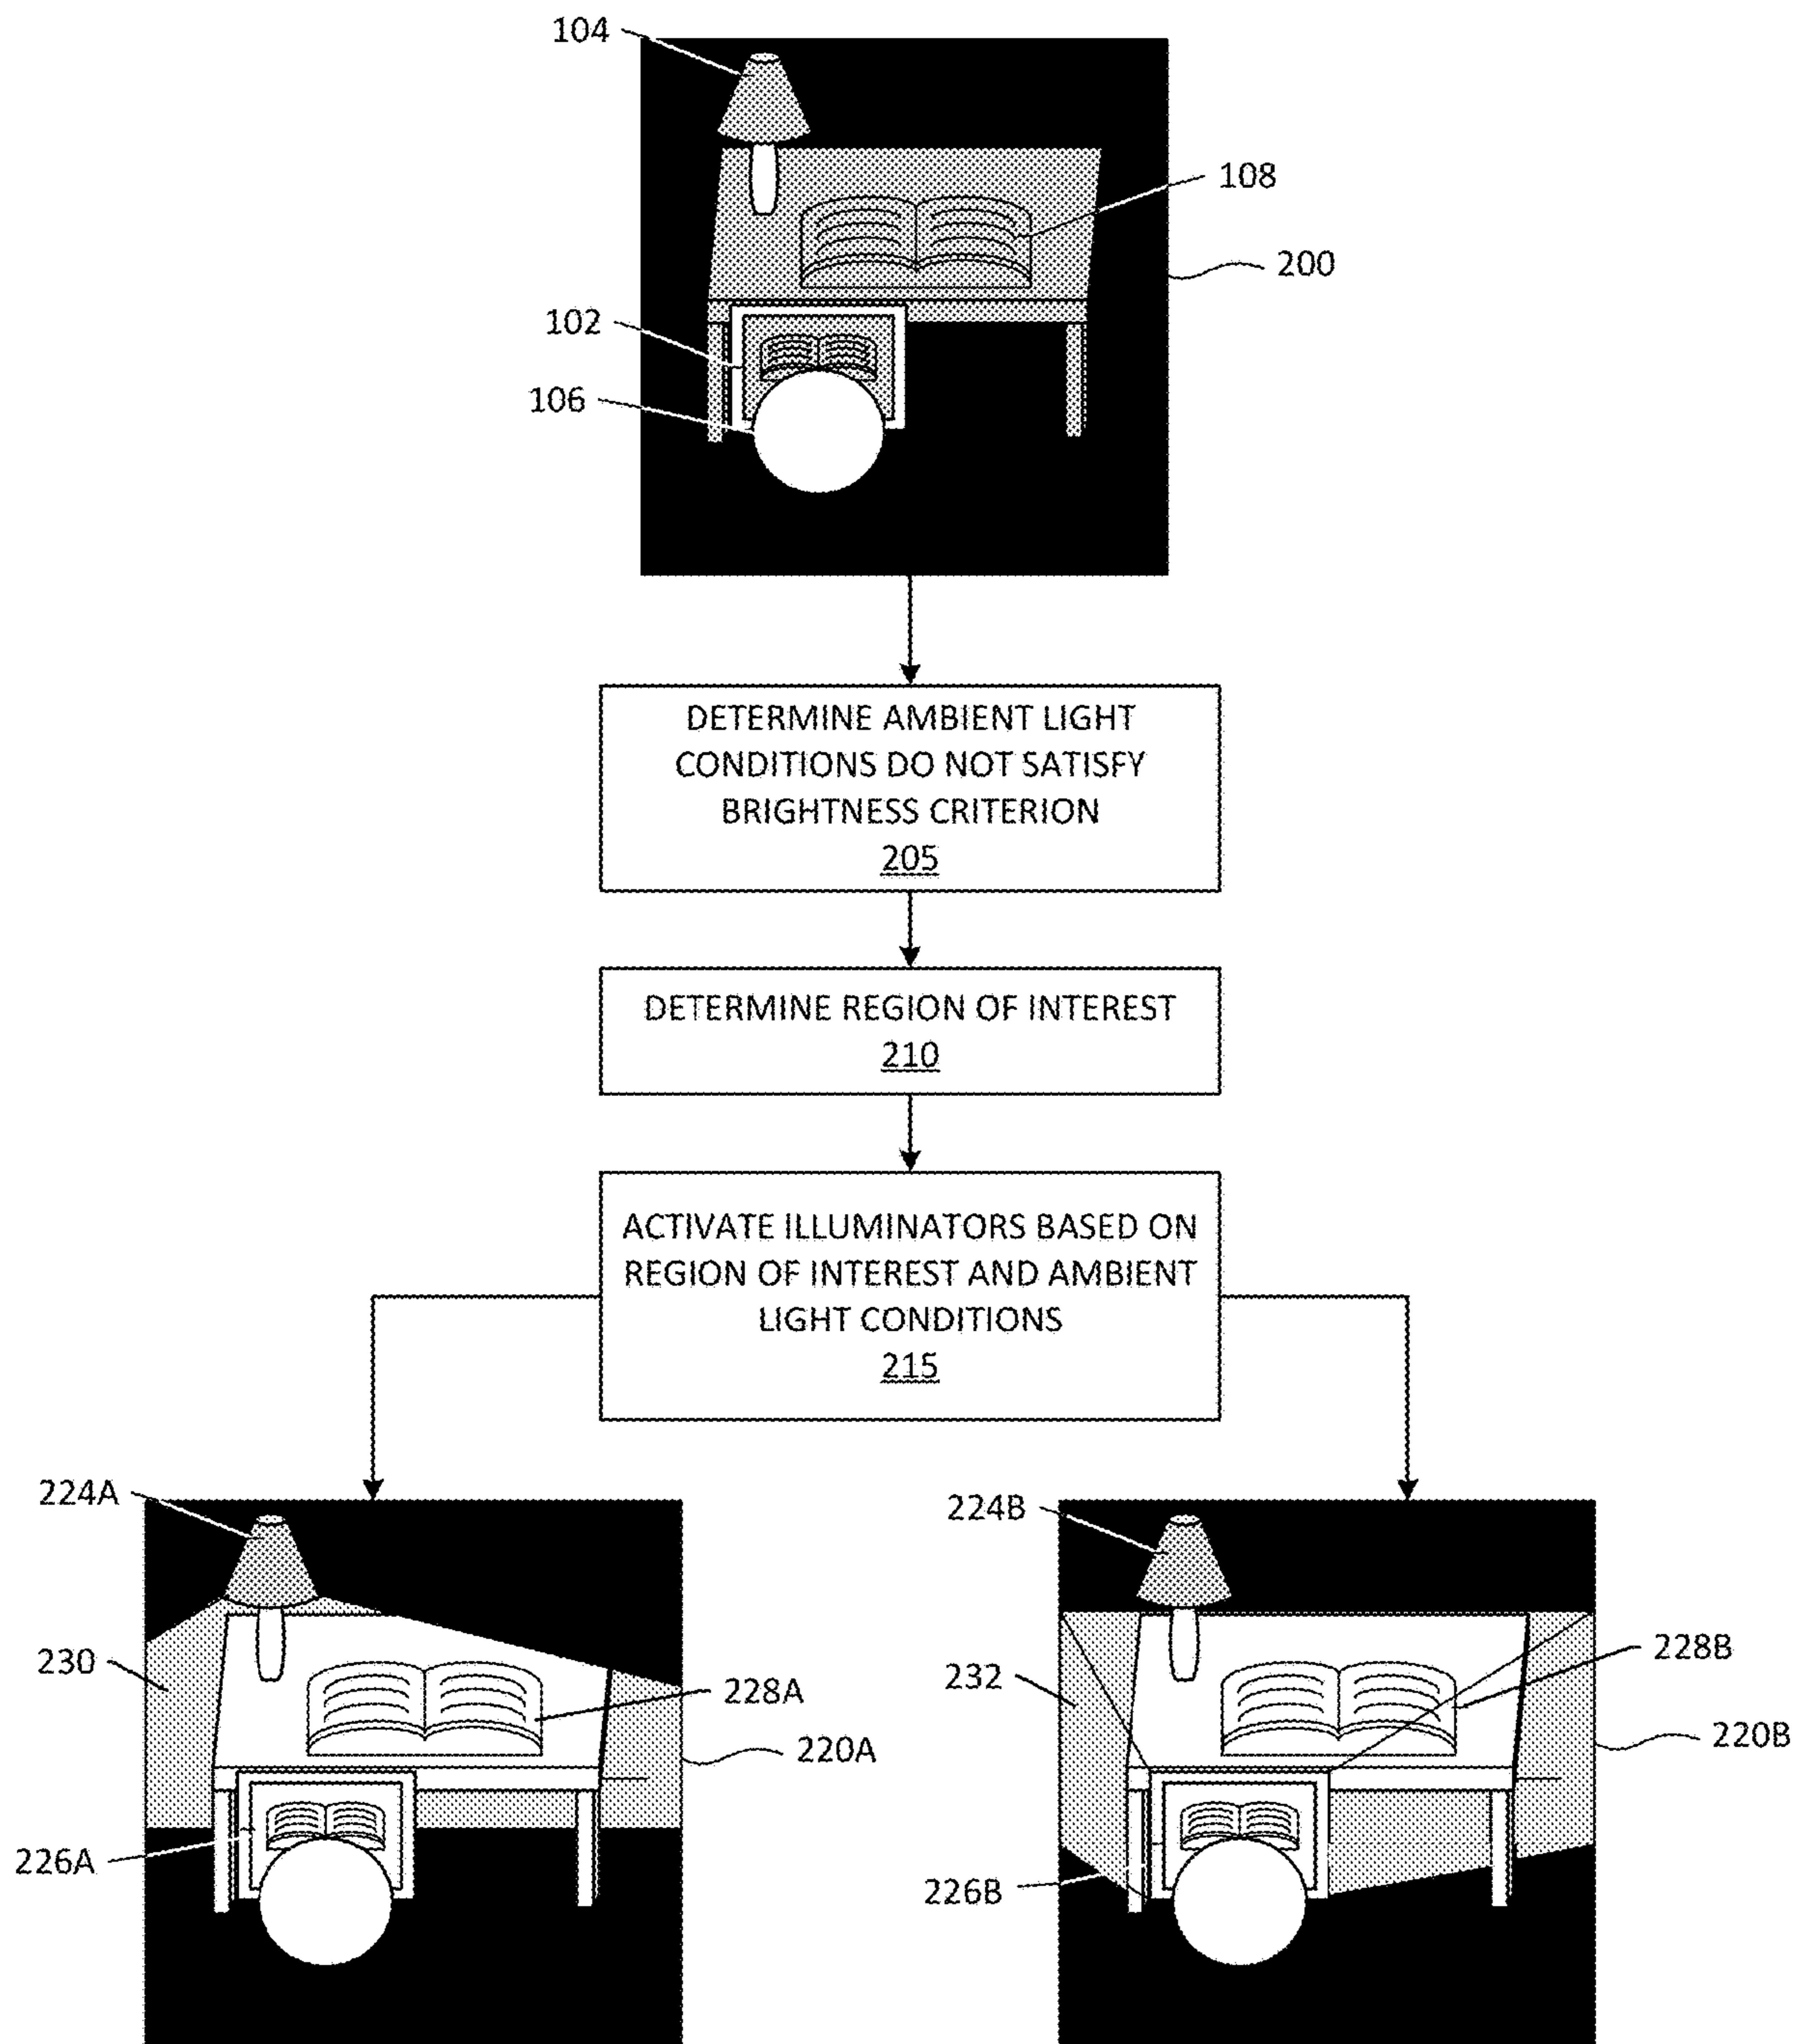 104
108
200
102
106
DETERMINE AMBIENT LIGHT
CONDITIONS DO NOT SATISFY
BRIGHTNESS CRITERION
205
DETERMINE REGION OF INTEREST
210
ACTIVATE ILLUMINATORS BASED ON
REGION OF INTEREST AND AMBIENT
LIGHT CONDITIONS
215
224A
230
228A
220A
226A
224B
232
228B
220B
226B